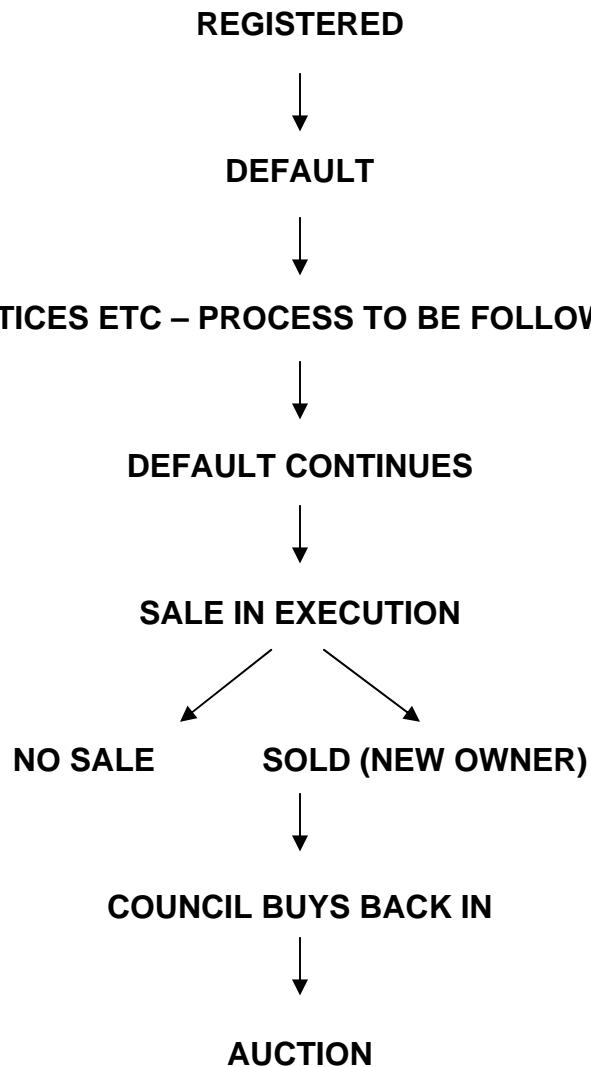 REGISTERED
DEFAULT
TICES ETC – PROCESS TO BE FOLLOW
DEFAULT CONTINUES
SALE IN EXECUTION
NO SALE SOLD (NEW OWNER)
COUNCIL BUYS BACK IN
AUCTION